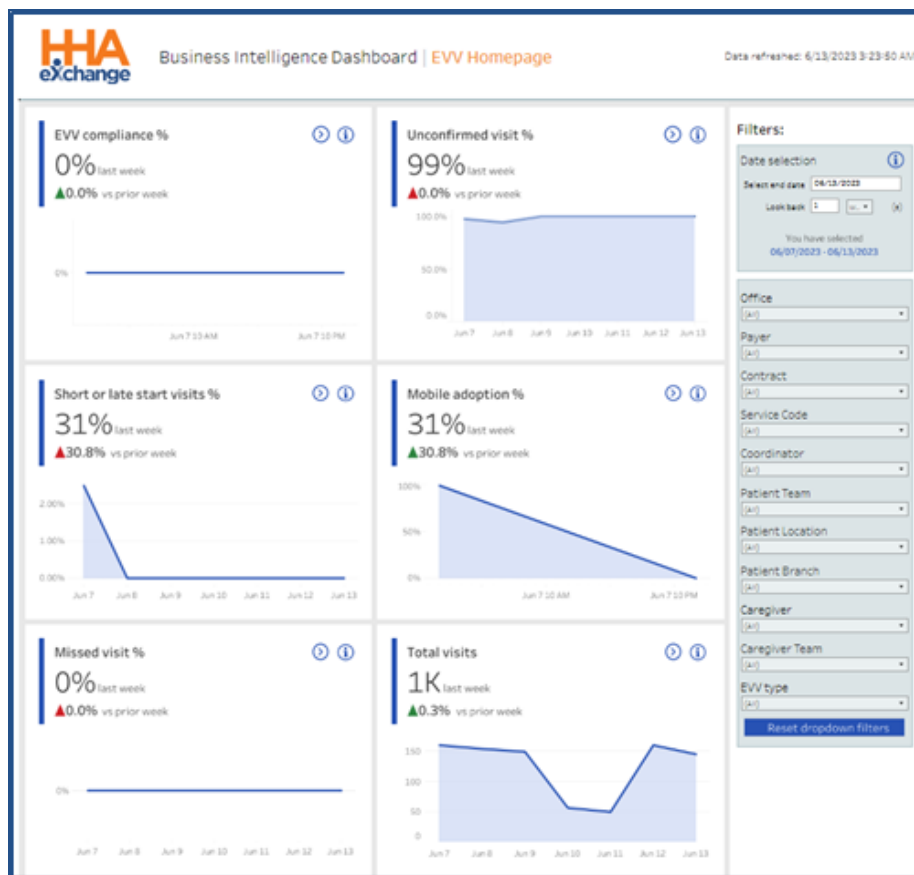 HHA
eXchange
Business Intelligence Dashboard | EVV Homepage
Data refreshed: 6/13/2023 3:23:50 AM
EVV compliance %
0% last week
▲0.0% vs prior week
0%
Jun 7 10 AM Jun 7 10 PM
Unconfirmed visit %
99% last week
▲0.0% vs prior week
100.0%
50.0%
0.0%
Jun 7 Jun 8 Jun 9 Jun 10 Jun 11 Jun 12 Jun 13
Short or late start visits %
31% last week
▲30.8% vs prior week
2.00%
1.00%
0.00%
Jun 7 Jun 8 Jun 9 Jun 10 Jun 11 Jun 12 Jun 13
Mobile adoption %
31% last week
▲30.8% vs prior week
100%
50%
0%
Jun 7 10 AM Jun 7 10 PM
Missed visit %
0% last week
▲0.0% vs prior week
0%
Jun 7 Jun 8 Jun 9 Jun 10 Jun 11 Jun 12 Jun 13
Total visits
1K last week
▲0.3% vs prior week
150
100
50
0
Jun 7 Jun 8 Jun 9 Jun 10 Jun 11 Jun 12 Jun 13
Filters:
Date selection
Select end date 06/13/2023
Look back 1
You have selected
06/07/2023 - 06/13/2023
Office
(All)
Payer
(All)
Contract
(All)
Service Code
(All)
Coordinator
(All)
Patient Team
(All)
Patient Location
(All)
Patient Branch
(All)
Caregiver
(All)
Caregiver Team
(All)
EVV type
(All)
Reset dropdown filters